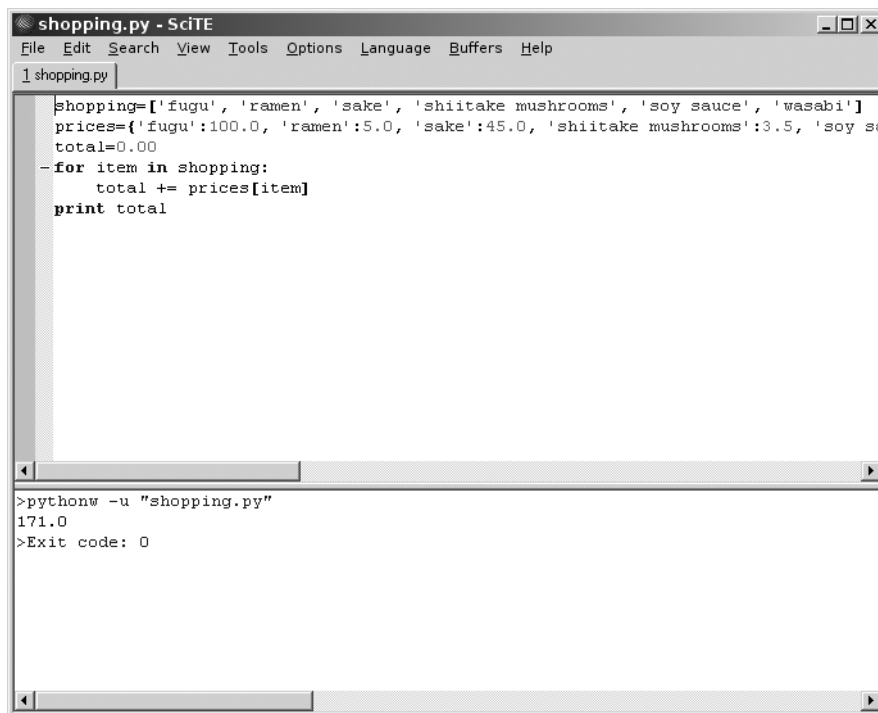 shopping.py - SciTE
File Edit Search View Tools Options Language Buffers Help
1 shopping.py
shopping=['fugu', 'ramen', 'sake', 'shiitake mushrooms', 'soy sauce', 'wasabi']
prices={'fugu':100.0, 'ramen':5.0, 'sake':45.0, 'shiitake mushrooms':3.5, 'soy
total=0.00
for item in shopping:
total += prices[item]
print total
>pythonw -u "shopping.py"
171.0
>Exit code: 0